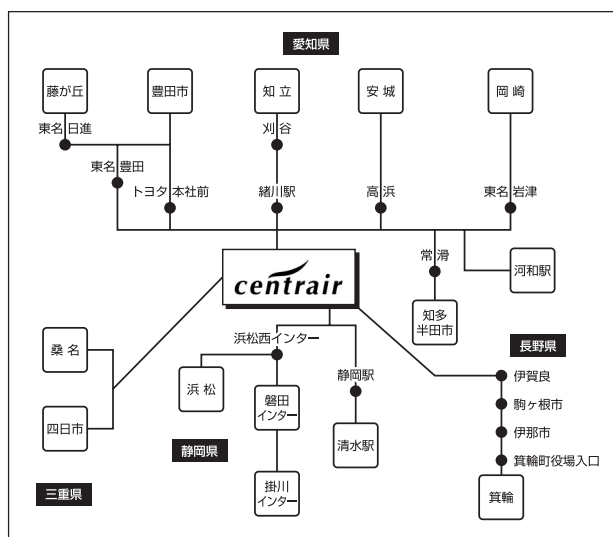 愛知県
藤が丘
豊田市
知立
安城
岡崎
東名日進
刈谷
東名豊田
トヨタ本社前
緒川駅
高浜
東名岩津
常滑
河和駅
centrair
知多
半田市
桑名
浜松西インター
長野県
静岡駅
伊賀良
浜松
磐田
インター
駒ヶ根市
四日市
静岡県
清水駅
伊那市
箕輪町役場入口
三重県
掛川
インター
箕輪